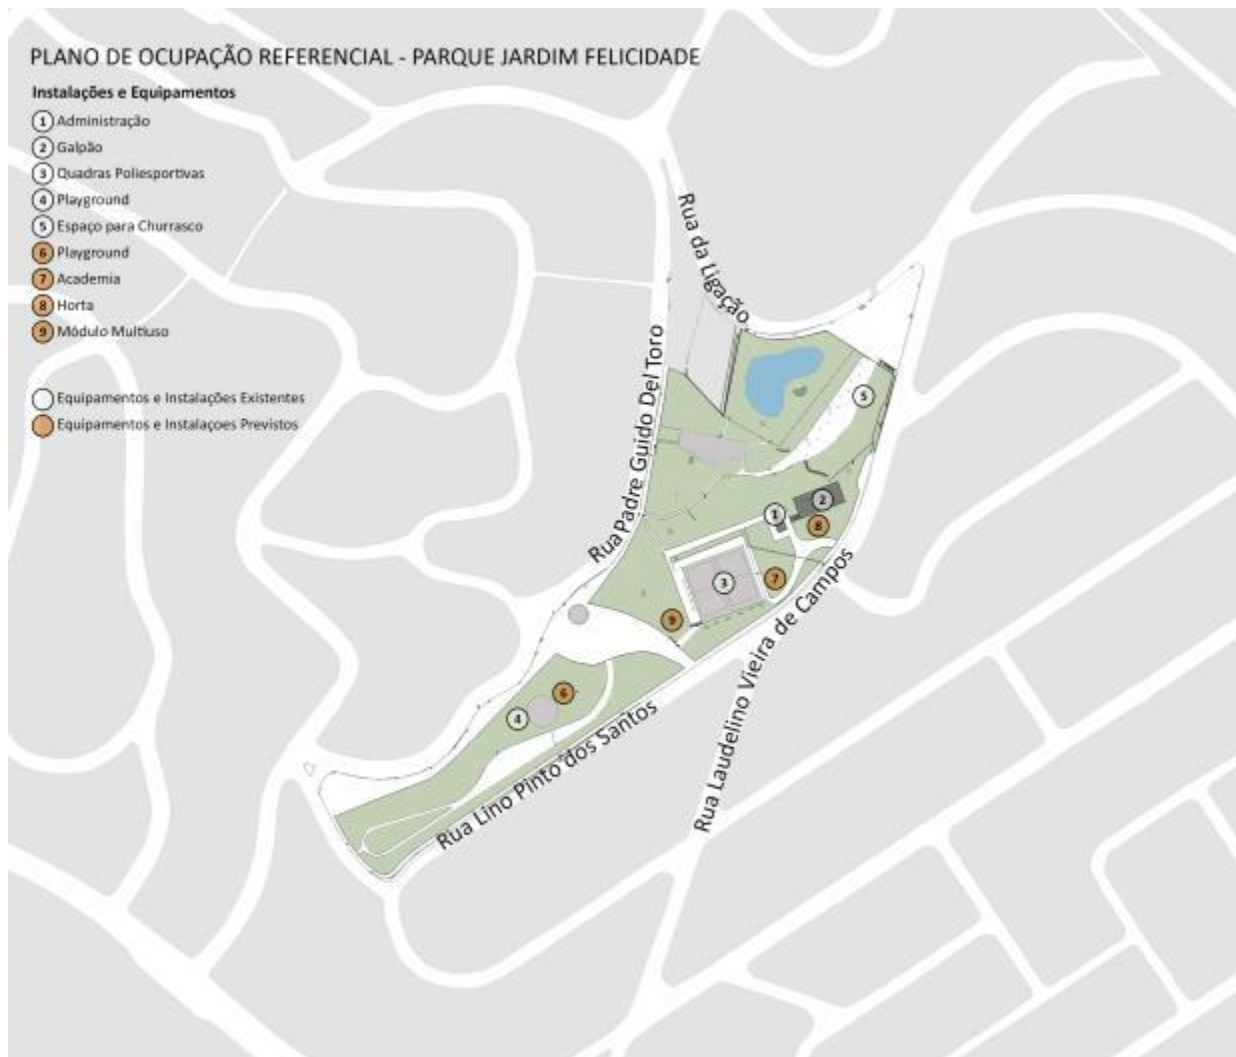 PLANO DE OCUPAÇÃO REFERENCIAL - PARQUE JARDIM FELICIDADE
Instalações e Equipamentos
1 Administração
2 Galpão
3 Quadras Poliesportivas
4 Playground
5 Espaço para Churrasco
6 Playground
7 Academia
8 Horta
9 Módulo Multiuso
Equipamentos e Instalações Existentes
Equipamentos e Instalaçoes Previstos
Rua da Ligação
Rua Padre Guido Del Toro
5
2
1
8
3
7
9
6
4
Rua Laudelino Vieira de Campos
Rua Lino Pinto dos Santos